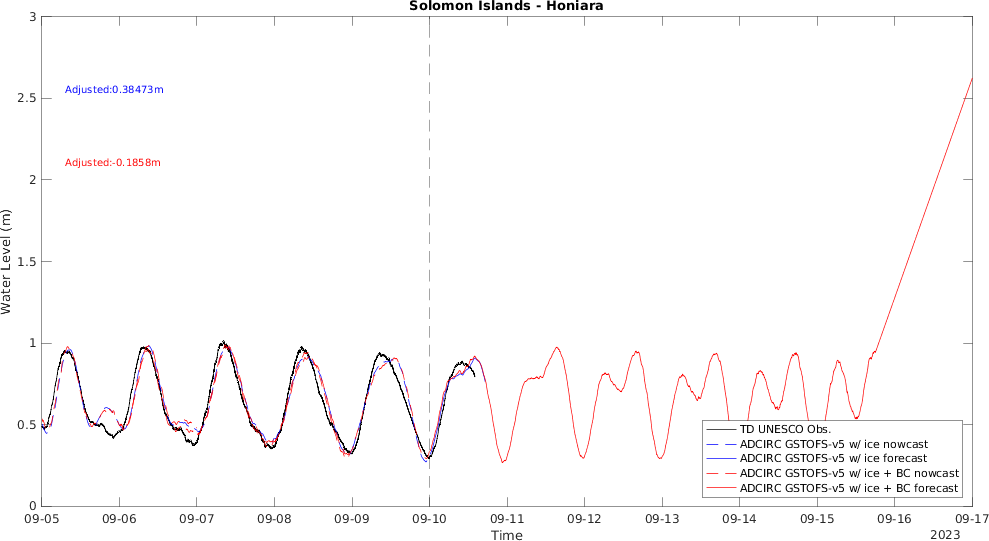 Solomon Islands - Honiara
3
2.5
2
1.5
1
0.5
0
Water Level (m)
Adjusted:0.38473m
Adjusted:-0.1858m
TD UNESCO Obs.
ADCIRC GSTOFS-v5 w/ ice nowcast
ADCIRC GSTOFS-v5 w/ ice forecast
ADCIRC GSTOFS-v5 w/ ice + BC nowcast
ADCIRC GSTOFS-v5 w/ ice + BC forecast
09-05 09-06 09-07 09-08 09-09 09-10 09-11 09-12 09-13 09-14 09-15 09-16 09-17
Time
2023